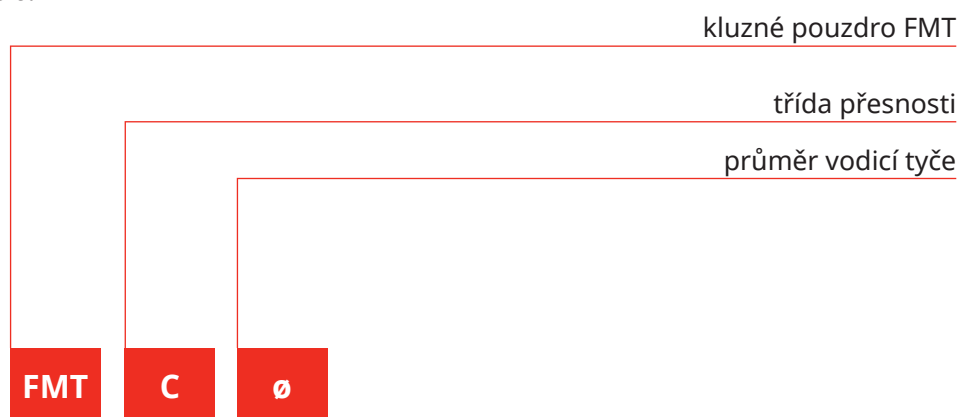 kluzné pouzdro FMT
třída přesnosti
průměr vodicí tyče
FMT C ø